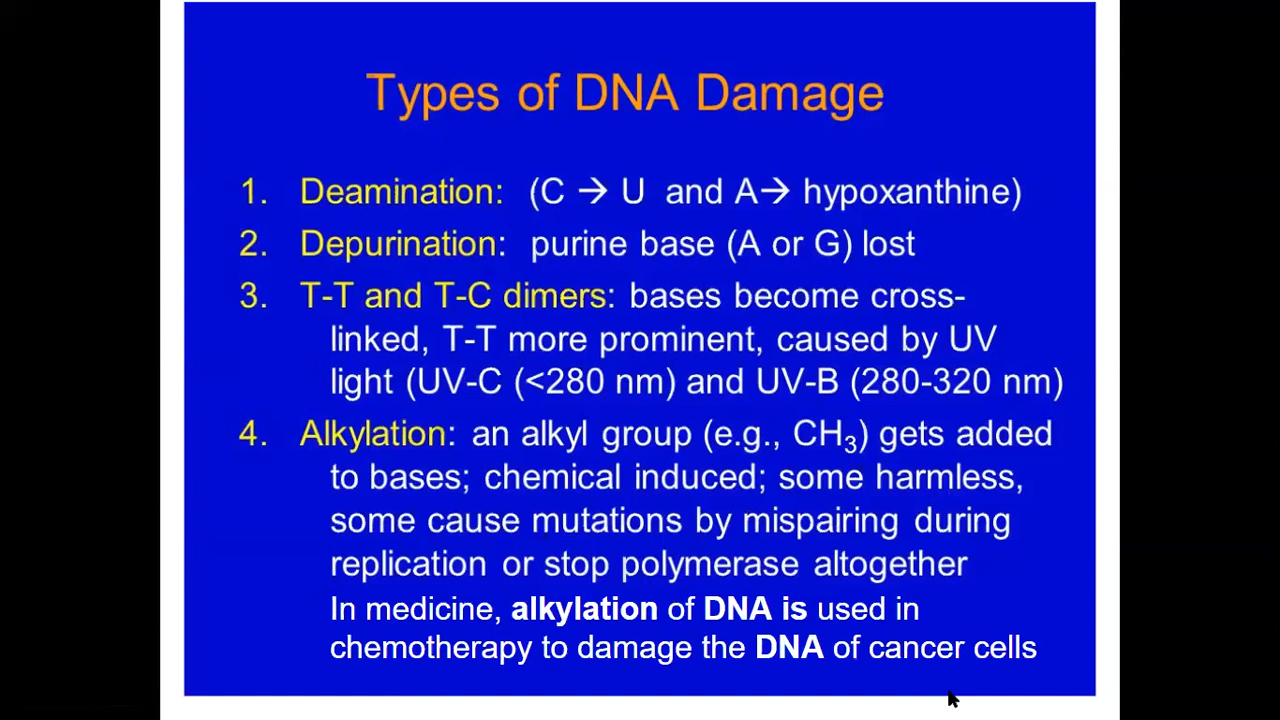 Types of DNA Damage
1. Deamination: (C → U and A→ hypoxanthine)
2. Depurination: purine base (A or G) lost
3. T-T and T-C dimers: bases become cross-
linked, T-T more prominent, caused by UV
light (UV-C (<280 nm) and UV-B (280-320 nm)
4. Alkylation: an alkyl group (e.g., CH₃) gets added
to bases; chemical induced; some harmless,
some cause mutations by mispairing during
replication or stop polymerase altogether
In medicine, alkylation of DNA is used in
chemotherapy to damage the DNA of cancer cells